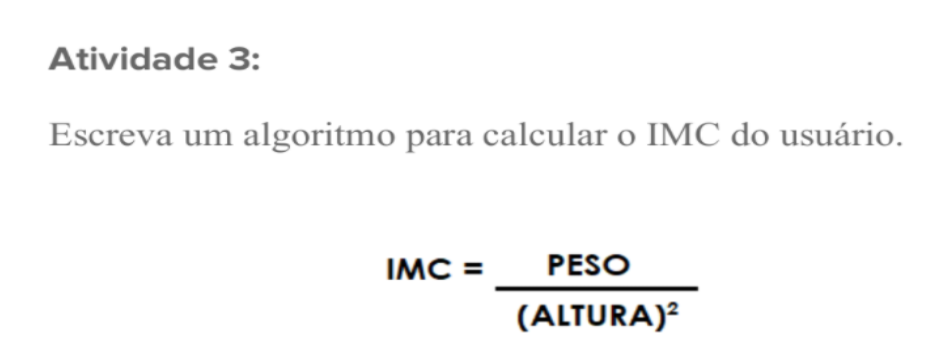 Atividade 3:
Escreva um algoritmo para calcular o IMC do usuário.
IMC = PESO
(ALTURA)²